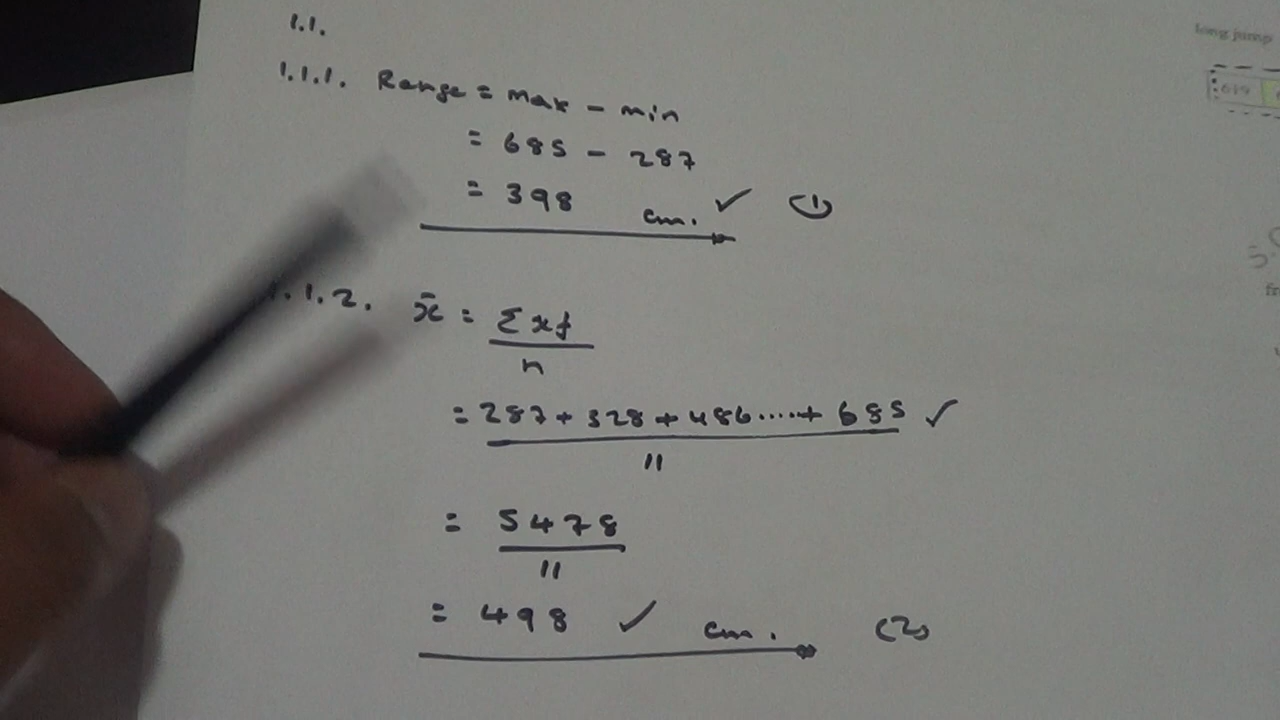 1.1.
1.1.1. Range = max - min
= 685 - 287
= 398 cm. ✓ (1)
.1.2. x̄ = Σxf
n
= 287 + 328 + 486.....+ 685 ✓
11
= 5478
11
= 498 ✓ cm. (2)
long jump
619